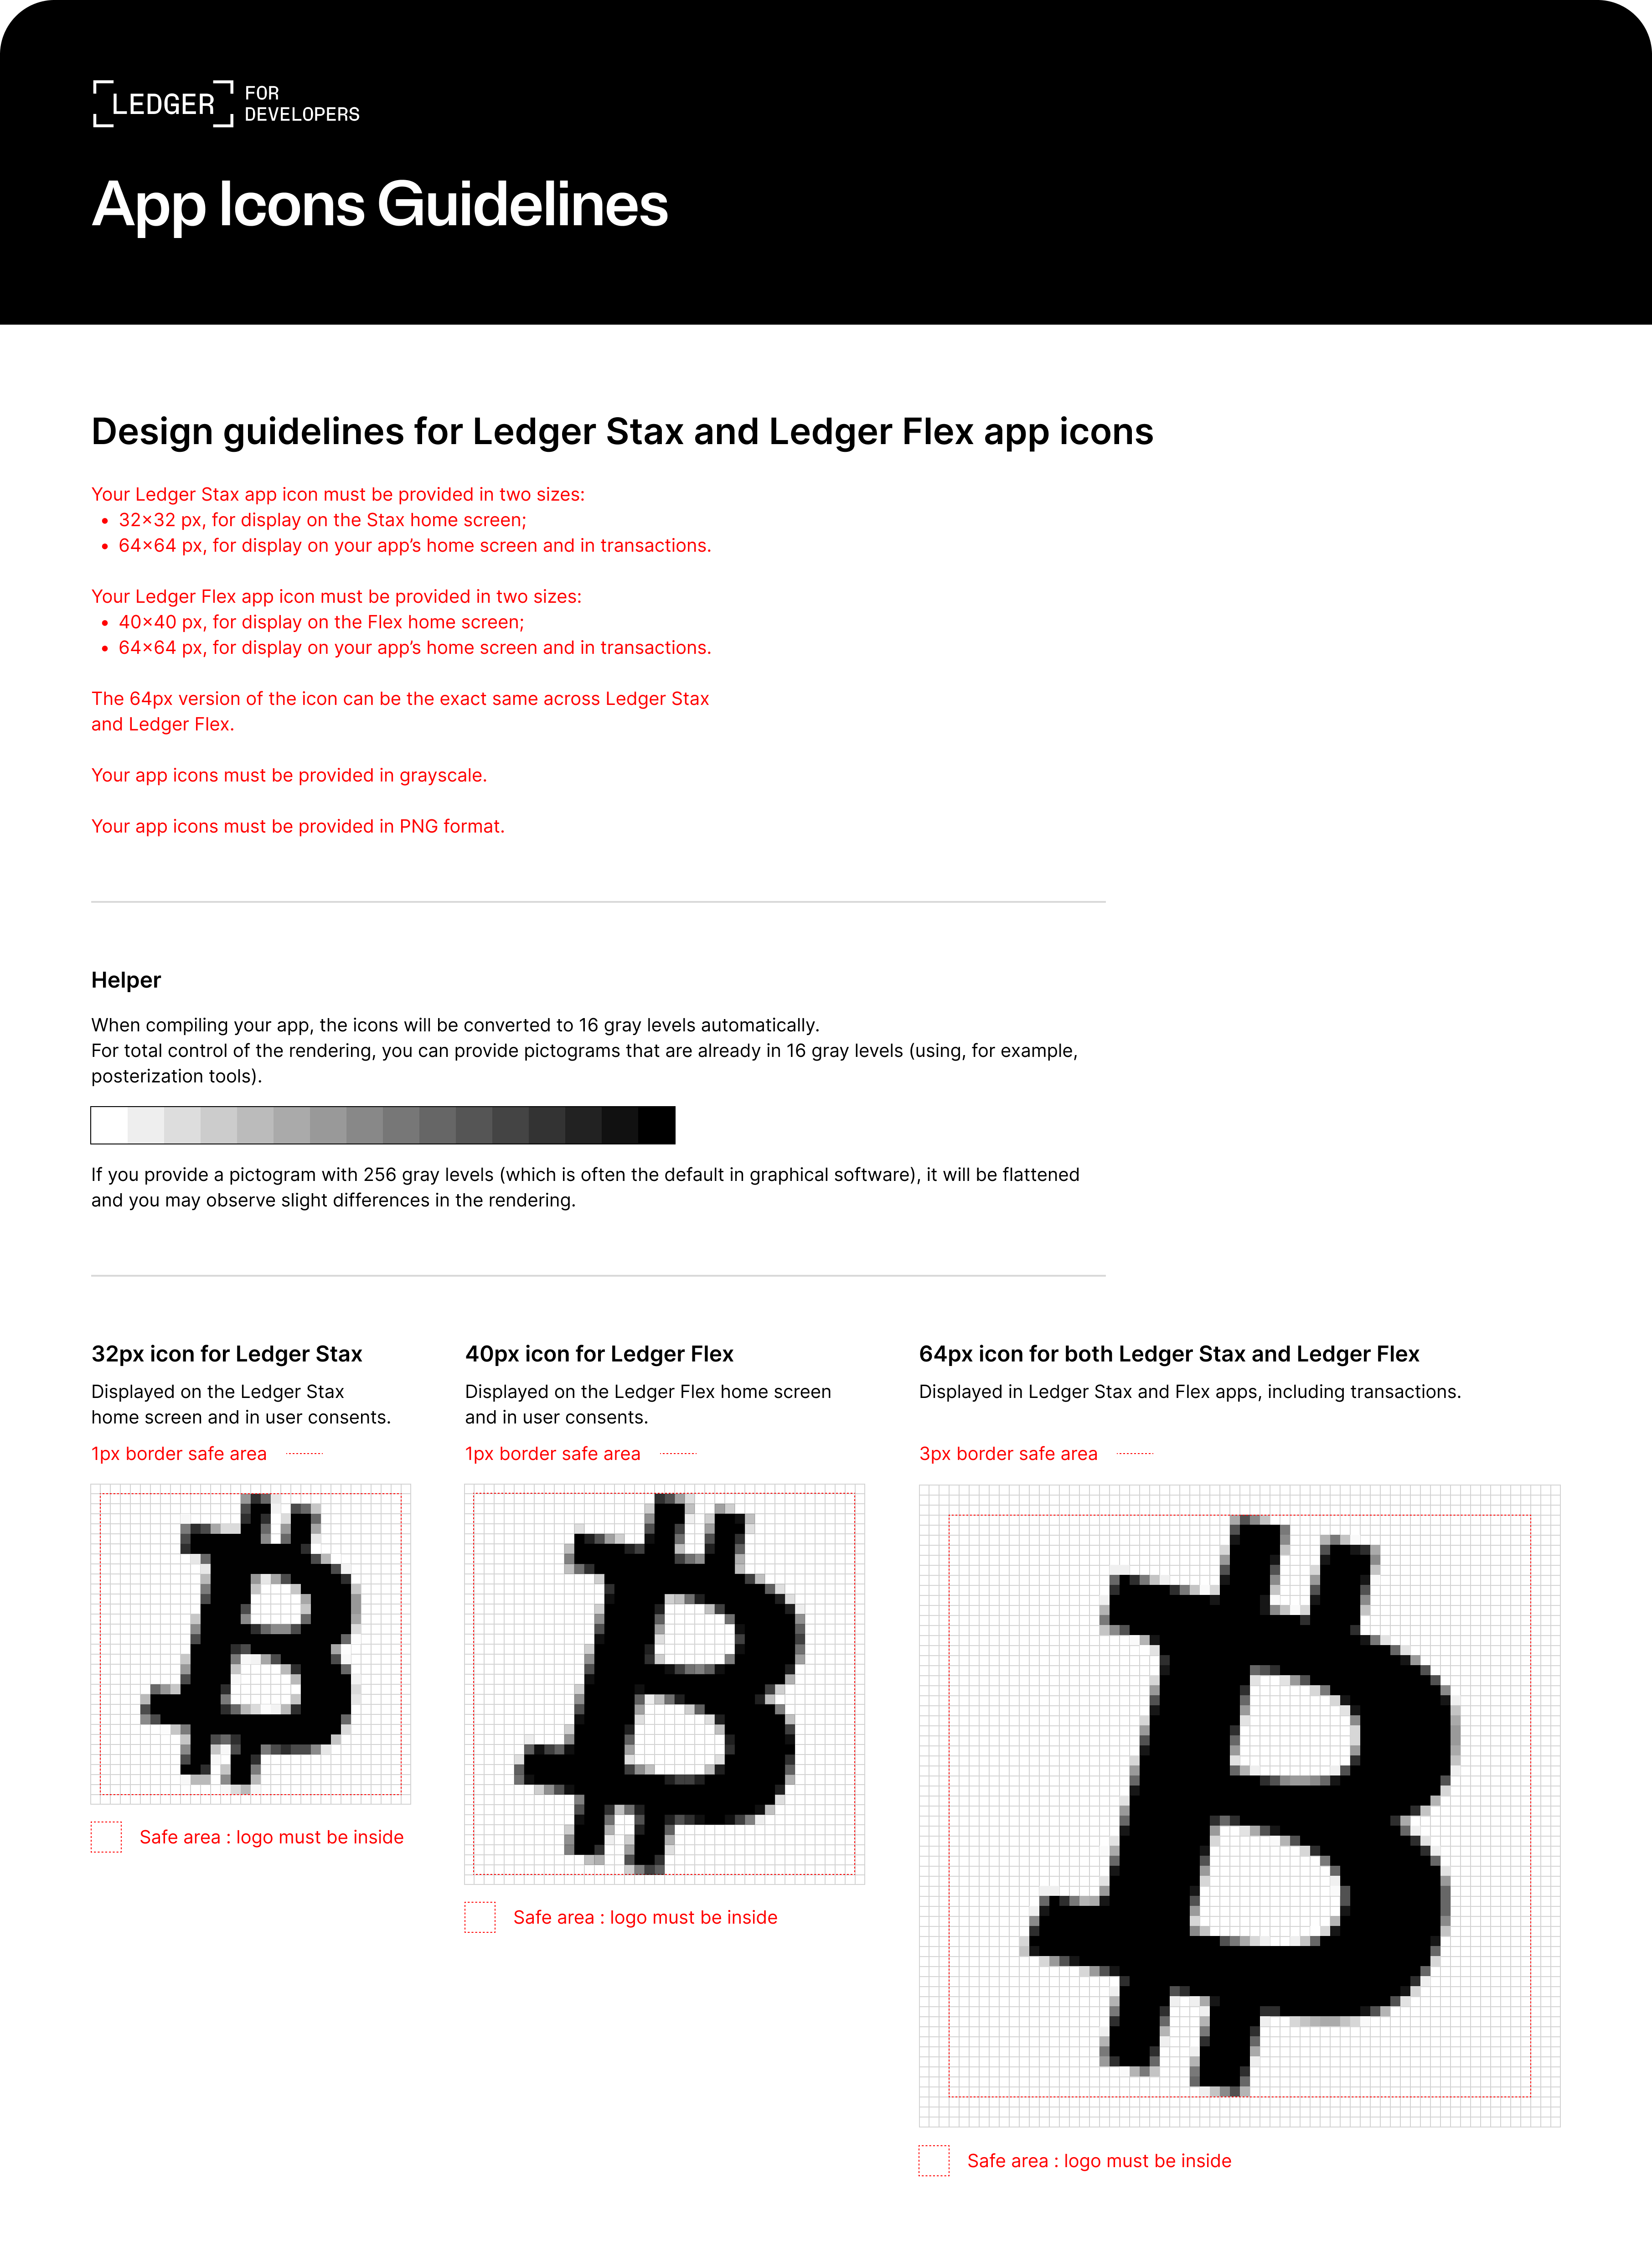 LEDGER
FOR
DEVELOPERS
App Icons Guidelines
Design guidelines for Ledger Stax and Ledger Flex app icons
Your Ledger Stax app icon must be provided in two sizes:
• 32×32 px, for display on the Stax home screen;
• 64×64 px, for display on your app’s home screen and in transactions.
Your Ledger Flex app icon must be provided in two sizes:
• 40×40 px, for display on the Flex home screen;
• 64×64 px, for display on your app’s home screen and in transactions.
The 64px version of the icon can be the exact same across Ledger Stax
and Ledger Flex.
Your app icons must be provided in grayscale.
Your app icons must be provided in PNG format.
Helper
When compiling your app, the icons will be converted to 16 gray levels automatically.
For total control of the rendering, you can provide pictograms that are already in 16 gray levels (using, for example,
posterization tools).
If you provide a pictogram with 256 gray levels (which is often the default in graphical software), it will be flattened
and you may observe slight differences in the rendering.
32px icon for Ledger Stax
Displayed on the Ledger Stax
home screen and in user consents.
1px border safe area
Safe area : logo must be inside
40px icon for Ledger Flex
Displayed on the Ledger Flex home screen
and in user consents.
1px border safe area
Safe area : logo must be inside
64px icon for both Ledger Stax and Ledger Flex
Displayed in Ledger Stax and Flex apps, including transactions.
3px border safe area
Safe area : logo must be inside